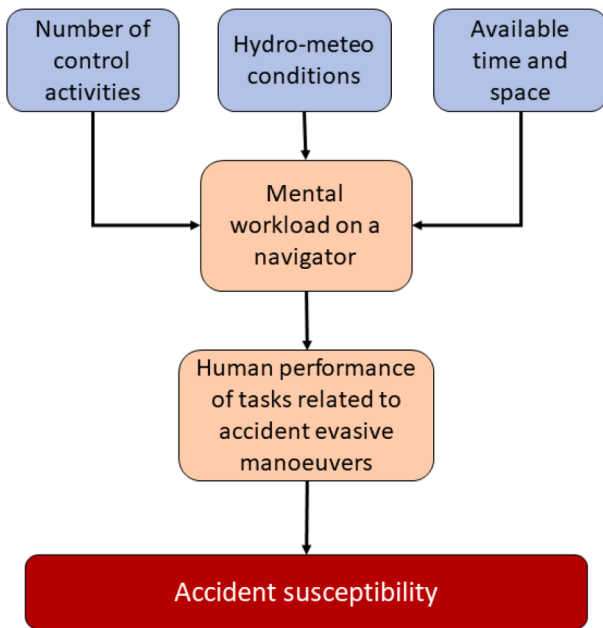 Number of
control
activities
Hydro-meteo
conditions
Available
time and
space
Mental
workload on a
navigator
Human performance
of tasks related to
accident evasive
manoeuvers
Accident susceptibility